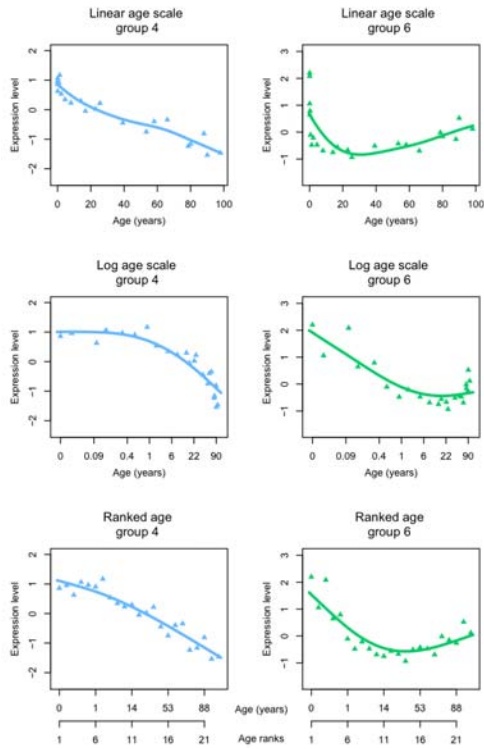 Linear age scale
group 4
Expression level
2
1
0
-1
-2
0 20 40 60 80 100
Age (years)
Linear age scale
group 6
Expression level
3
2
1
0
-1
0 20 40 60 80 100
Age (years)
Log age scale
group 4
Expression level
2
1
0
-1
-2
0 0.09 0.4 1 6 22 90
Age (years)
Log age scale
group 6
Expression level
3
2
1
0
-1
0 0.09 0.4 1 6 22 90
Age (years)
Ranked age
group 4
Expression level
2
1
0
-1
-2
Ranked age
group 6
Expression level
3
2
1
0
-1
0 1 14 53 88 Age (years) 0 1 14 53 88
1 6 11 16 21 Age ranks 1 6 11 16 21